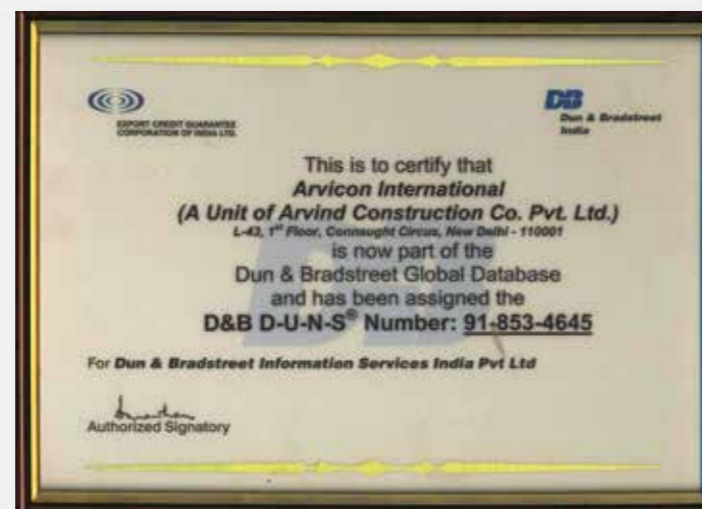 EXPORT CREDIT GUARANTEE
CORPORATION OF INDIA LTD.
DB
Dun & Bradstreet
India
This is to certify that
Arvicon International
(A Unit of Arvind Construction Co. Pvt. Ltd.)
L-43, 1st Floor, Connaught Circus, New Delhi - 110001
is now part of the
Dun & Bradstreet Global Database
and has been assigned the
D&B D-U-N-S® Number: 91-853-4645
For Dun & Bradstreet Information Services India Pvt Ltd
Authorized Signatory